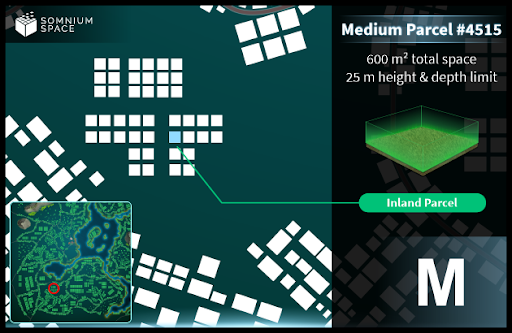 SOMNIUM
SPACE
Medium Parcel #4515
600 m² total space
25 m height & depth limit
Inland Parcel
M